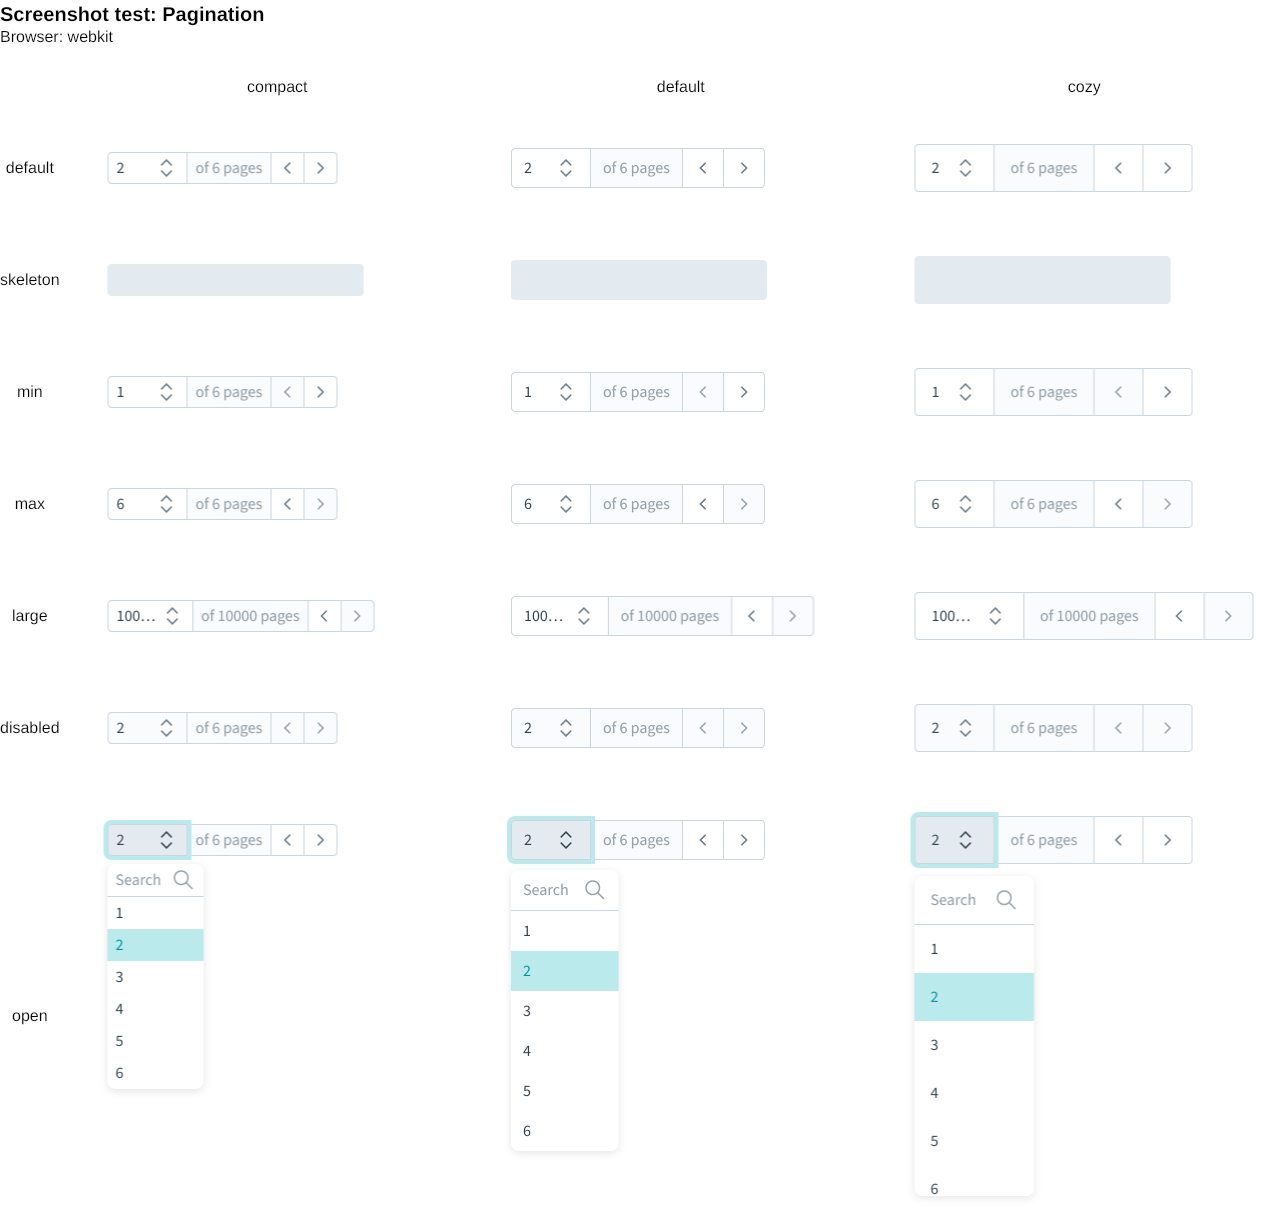 Screenshot test: Pagination
Browser: webkit
compact default cozy
default 2 of 6 pages 2 of 6 pages 2 of 6 pages
skeleton
min 1 of 6 pages 1 of 6 pages 1 of 6 pages
max 6 of 6 pages 6 of 6 pages 6 of 6 pages
large 100... of 10000 pages 100... of 10000 pages 100... of 10000 pages
disabled 2 of 6 pages 2 of 6 pages 2 of 6 pages
open
2 of 6 pages
Search
1
2
3
4
5
6
2 of 6 pages
Search
1
2
3
4
5
6
2 of 6 pages
Search
1
2
3
4
5
6